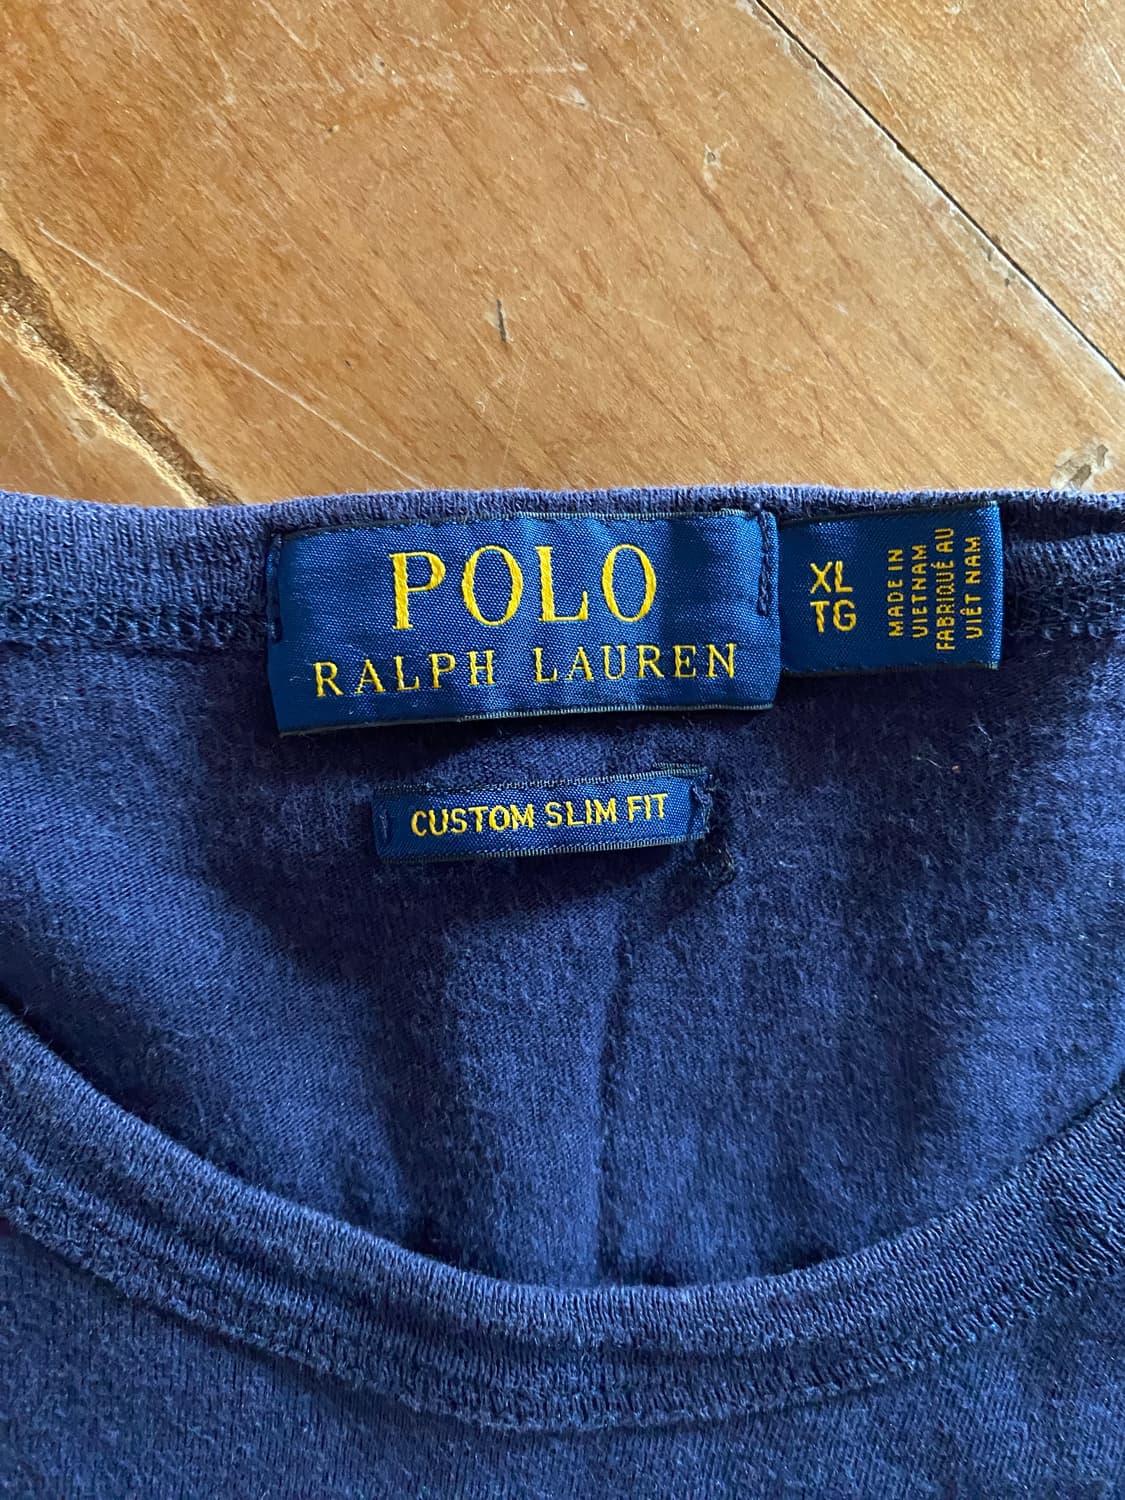 POLO
RALPH LAUREN
XL
TG
MADE IN
VIETNAM
FABRIQUÉ AU
VIÊT NAM
CUSTOM SLIM FIT